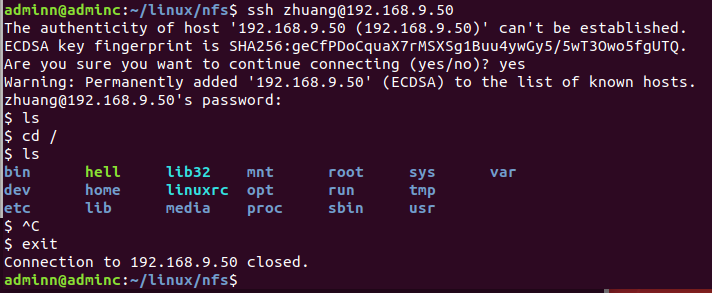 adminn@adminc:~/linux/nfs$ ssh zhuang@192.168.9.50
The authenticity of host '192.168.9.50 (192.168.9.50)' can't be established.
ECDSA key fingerprint is SHA256:geCfPDoCquaX7rMSXSg1Buu4ywGy5/5wT3Owo5fgUTQ.
Are you sure you want to continue connecting (yes/no)? yes
Warning: Permanently added '192.168.9.50' (ECDSA) to the list of known hosts.
zhuang@192.168.9.50's password:
$ ls
$ cd /
$ ls
bin hell lib32 mnt root sys var
dev home linuxrc opt run tmp
etc lib media proc sbin usr
$ ^C
$ exit
Connection to 192.168.9.50 closed.
adminn@adminc:~/linux/nfs$